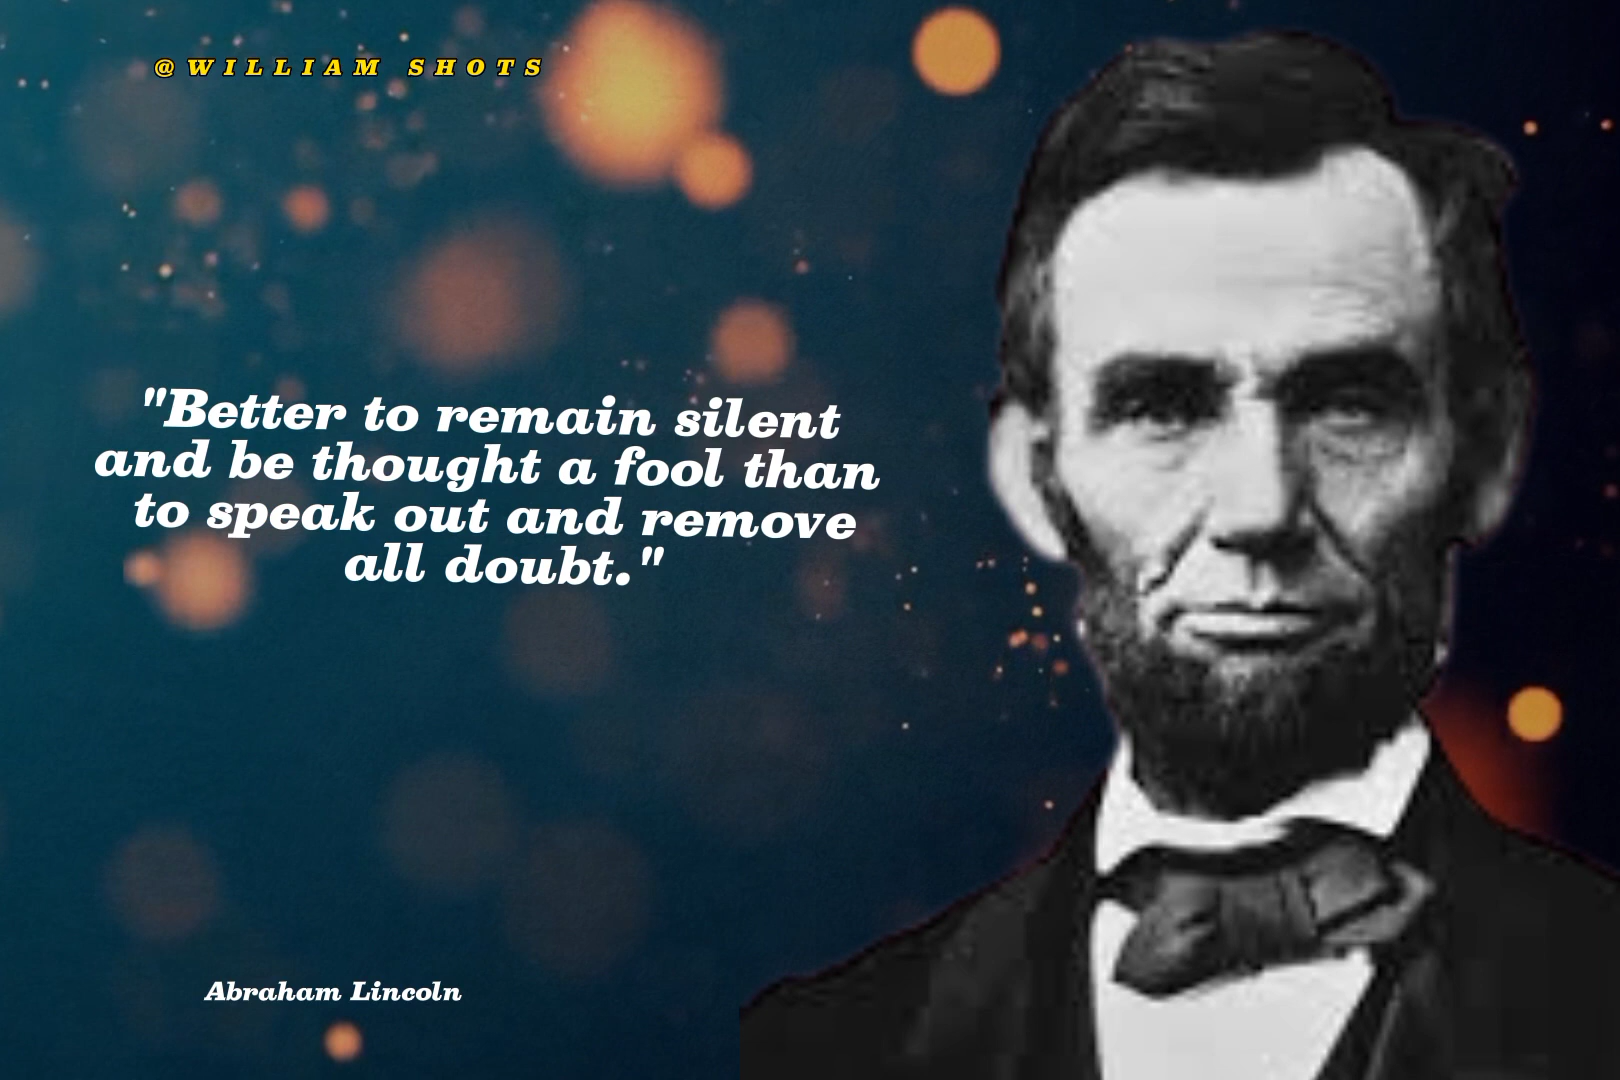 @WILLIAM SHOTS
"Better to remain silent
and be thought a fool than
to speak out and remove
all doubt."
Abraham Lincoln